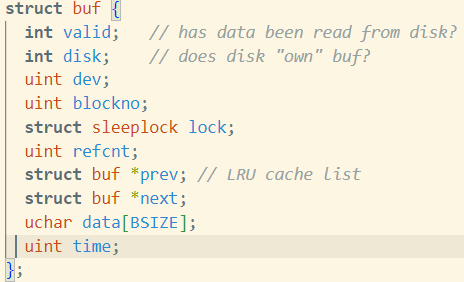 struct buf {
int valid;   // has data been read from disk?
int disk;    // does disk "own" buf?
uint dev;
uint blockno;
struct sleeplock lock;
uint refcnt;
struct buf *prev; // LRU cache list
struct buf *next;
uchar data[BSIZE];
uint time;
};